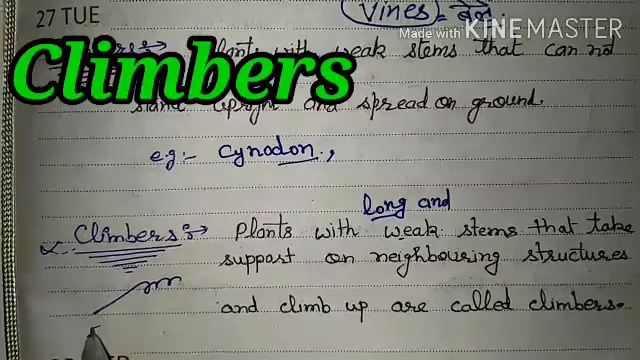 27 TUE
(Vines) = बेलें
Made with KINEMASTER
Climbers
Plants with weak stems that can not
stand upright and spread on ground.
e.g:- Cynodon,
long and
Climbers :→ Plants with weak stems that take
support on neighbouring structures
and climb up are called climbers.